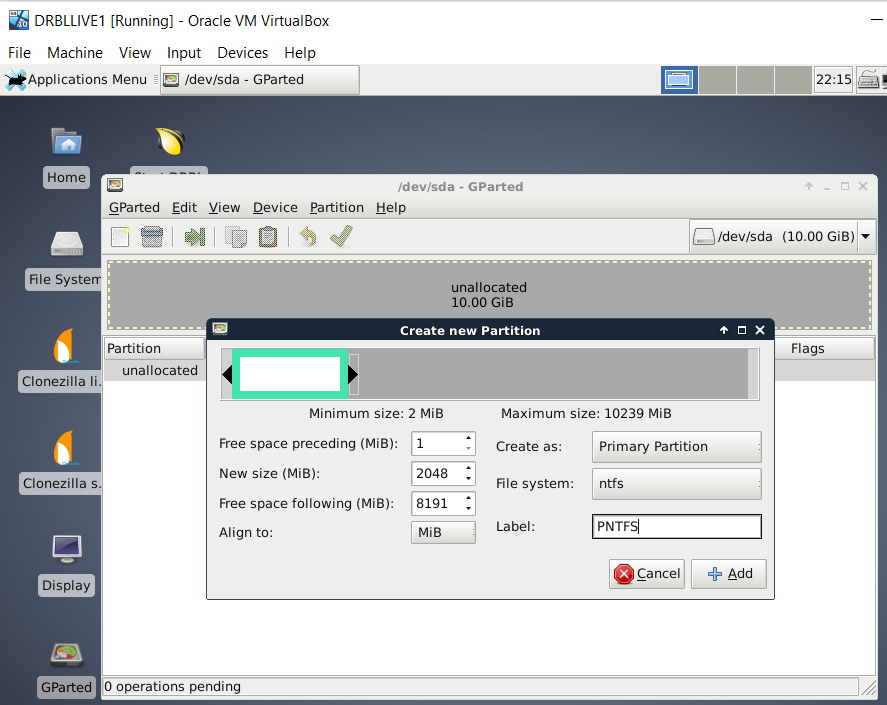 DRBLLIVE1 [Running] - Oracle VM VirtualBox
File Machine View Input Devices Help
Applications Menu /dev/sda - GParted 22:15
Home
/dev/sda - GParted
GParted Edit View Device Partition Help
/dev/sda (10.00 GiB)
File System
unallocated
10.00 GiB
Create new Partition
Partition Flags
unallocated
Clonezilla li.
Minimum size: 2 MiB Maximum size: 10239 MiB
Free space preceding (MiB): 1 Create as: Primary Partition
New size (MiB): 2048
File system: ntfs
Clonezilla s.
Free space following (MiB): 8191
Label: PNTFS
Align to: MiB
Cancel Add
Display
GParted
0 operations pending